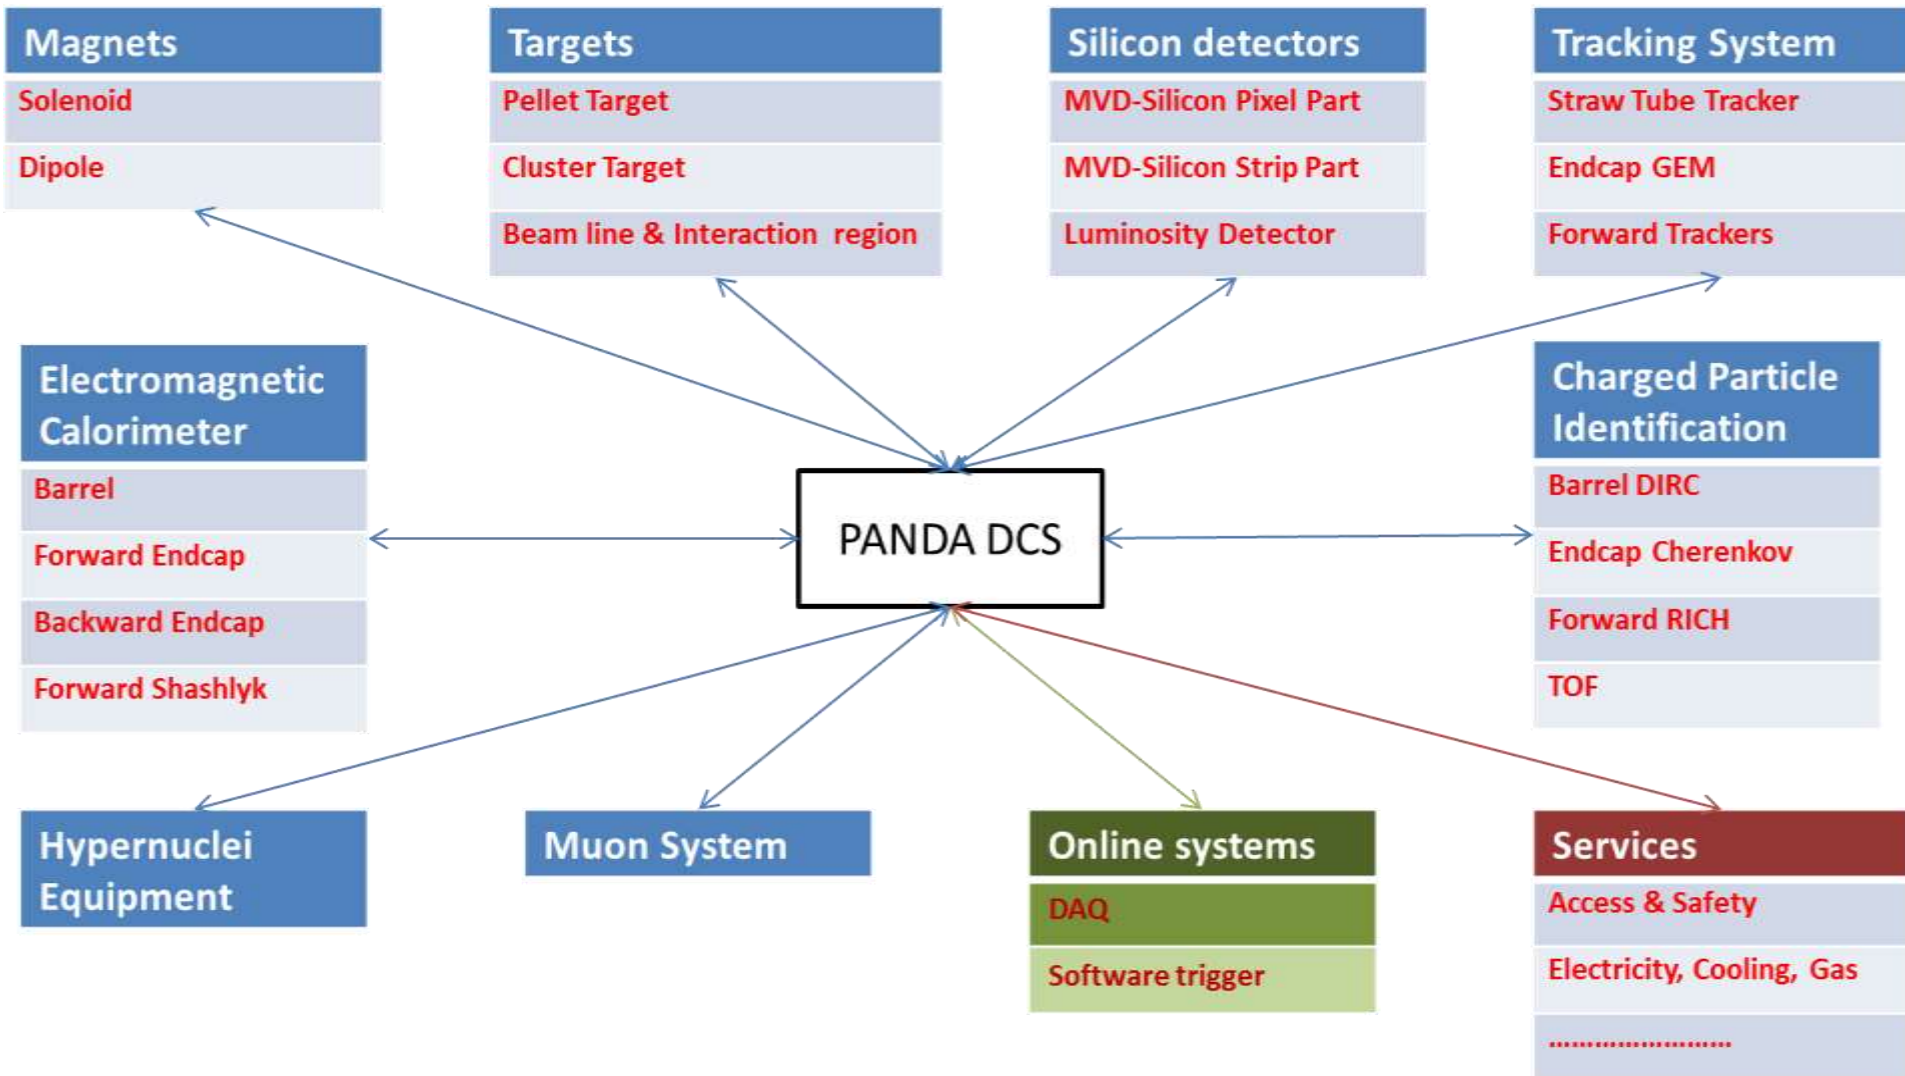 Magnets
Solenoid
Dipole
Targets
Pellet Target
Cluster Target
Beam line & Interaction region
Silicon detectors
MVD-Silicon Pixel Part
MVD-Silicon Strip Part
Luminosity Detector
Tracking System
Straw Tube Tracker
Endcap GEM
Forward Trackers
Electromagnetic
Calorimeter
Barrel
Forward Endcap
Backward Endcap
Forward Shashlyk
PANDA DCS
Charged Particle
Identification
Barrel DIRC
Endcap Cherenkov
Forward RICH
TOF
Hypernuclei
Equipment
Muon System
Online systems
DAQ
Software trigger
Services
Access & Safety
Electricity, Cooling, Gas
........................